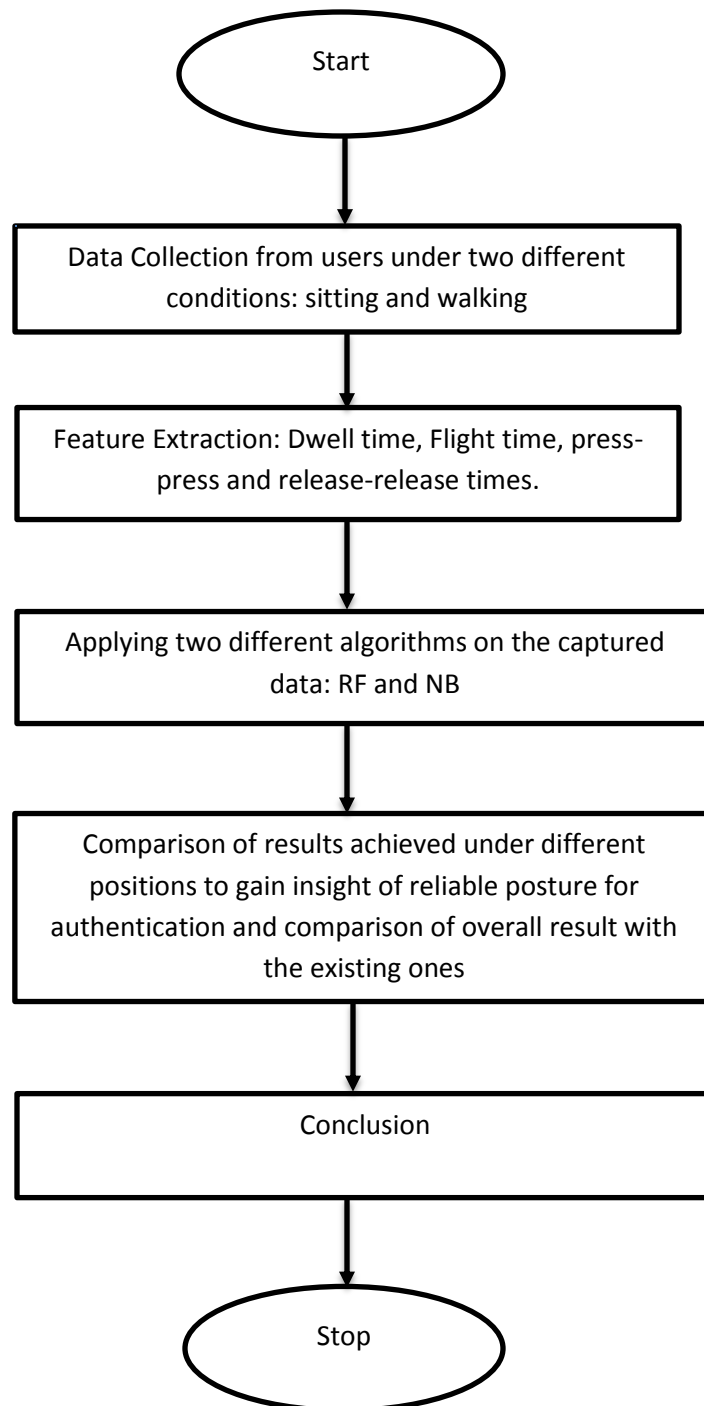 Start
Data Collection from users under two different
conditions: sitting and walking
Feature Extraction: Dwell time, Flight time, press-
press and release-release times.
Applying two different algorithms on the captured
data: RF and NB
Comparison of results achieved under different
positions to gain insight of reliable posture for
authentication and comparison of overall result with
the existing ones
Conclusion
Stop